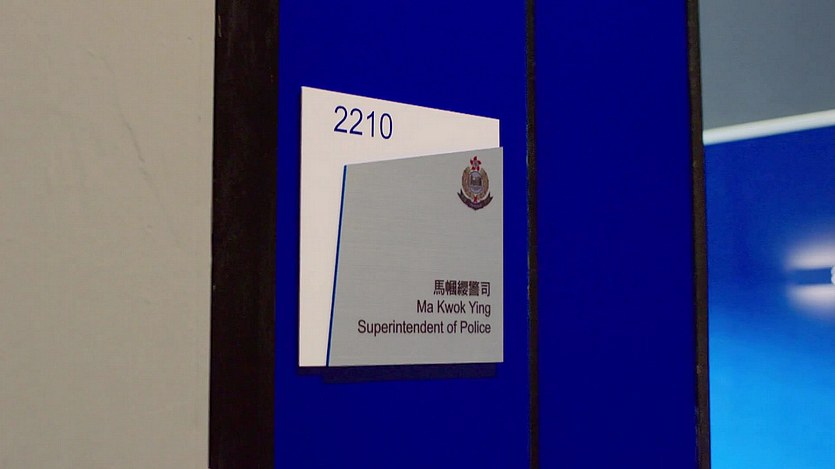 2210
馬幗纓警司
Ma Kwok Ying
Superintendent of Police